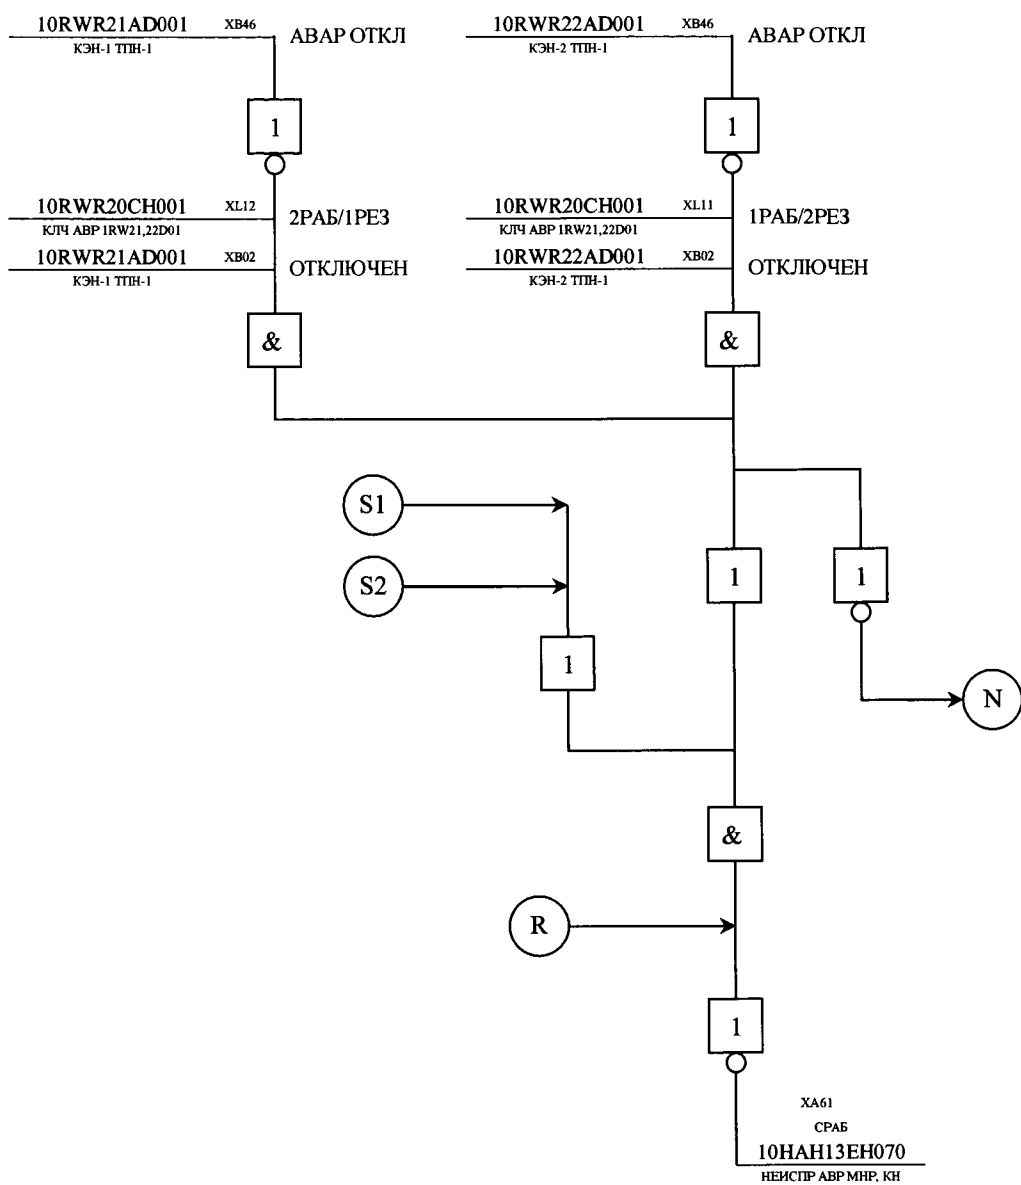 10RWR21AD001 XB46 АВАР ОТКЛ
КЭН-1 ТПН-1
10RWR22AD001 XB46 АВАР ОТКЛ
КЭН-2 ТПН-1
1
1
10RWR20CH001 XL12 2РАБ/1РЕЗ
КЛЧ АВР 1RW21,22D01
10RWR20CH001 XL11 1РАБ/2РЕЗ
КЛЧ АВР 1RW21,22D01
10RWR21AD001 XB02 ОТКЛЮЧЕН
КЭН-1 ТПН-1
10RWR22AD001 XB02 ОТКЛЮЧЕН
КЭН-2 ТПН-1
&
&
S1
S2
1
1
1
N
&
R
1
XA61
СРАБ
10HAH13EH070
НЕИСПР АВР МНР, КН